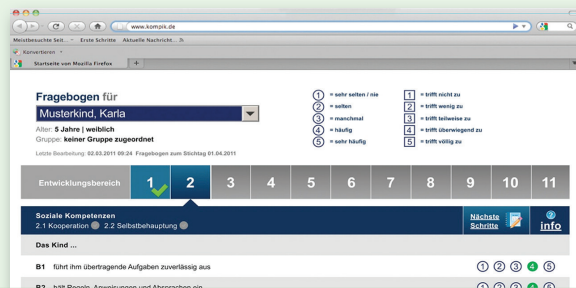 www.kompik.de
Meistbesuchte Seit... Erste Schritte Aktuelle Nachricht...
Konvertieren
Startseite von Mozilla Firefox +
Fragebogen für
Musterkind, Karla
Alter: 5 Jahre | weiblich
Gruppe: keiner Gruppe zugeordnet
Letzte Bearbeitung: 02.03.2011 09:24 Fragebogen zum Stichtag 01.04.2011
1 = sehr selten / nie
2 = selten
3 = manchmal
4 = häufig
5 = sehr häufig
1 = trifft nicht zu
2 = trifft wenig zu
3 = trifft teilweise zu
4 = trifft überwiegend zu
5 = trifft völlig zu
Entwicklungsbereich 1 2 3 4 5 6 7 8 9 10 11
Soziale Kompetenzen
2.1 Kooperation 2.2 Selbstbehauptung
Nächste
Schritte
2
info
Das Kind ...
B1 führt ihm übertragende Aufgaben zuverlässig aus 1 2 3 4 5
B2 hält Regeln, Anweisungen und Absprachen ein 1 2 3 4 5